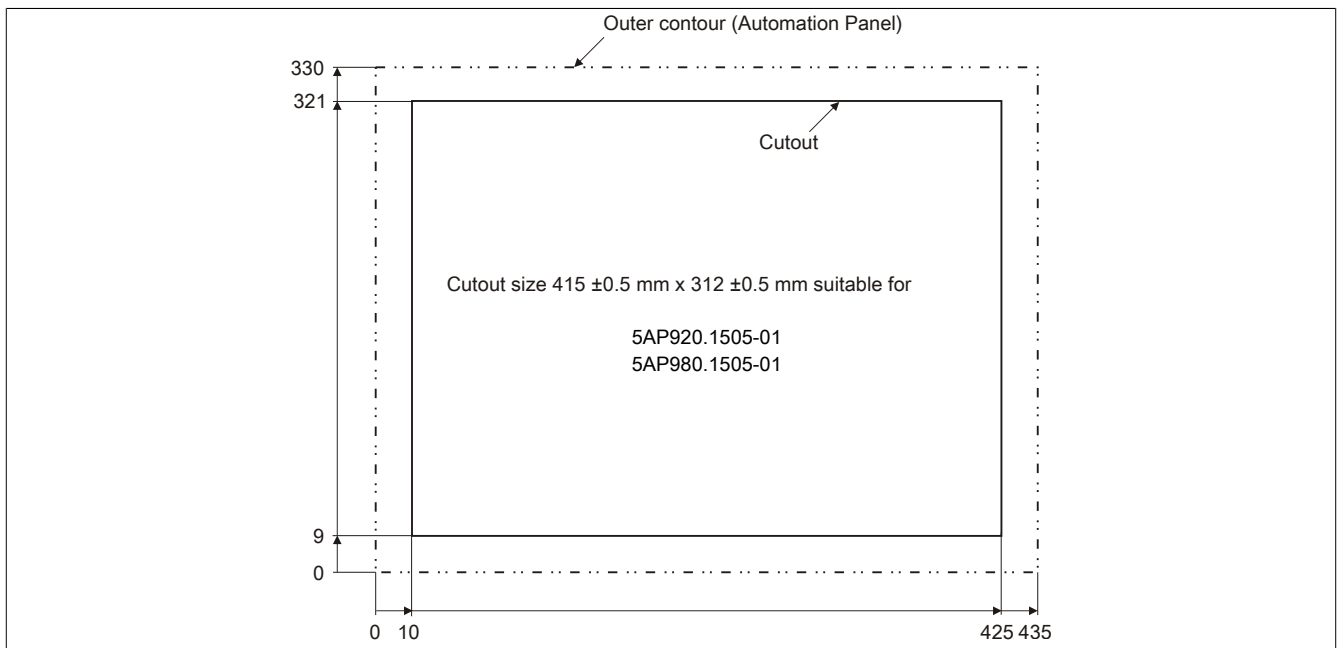 Outer contour (Automation Panel)
330
321
Cutout
Cutout size 415 ±0.5 mm x 312 ±0.5 mm suitable for
5AP920.1505-01
5AP980.1505-01
9
0
0 10 425 435